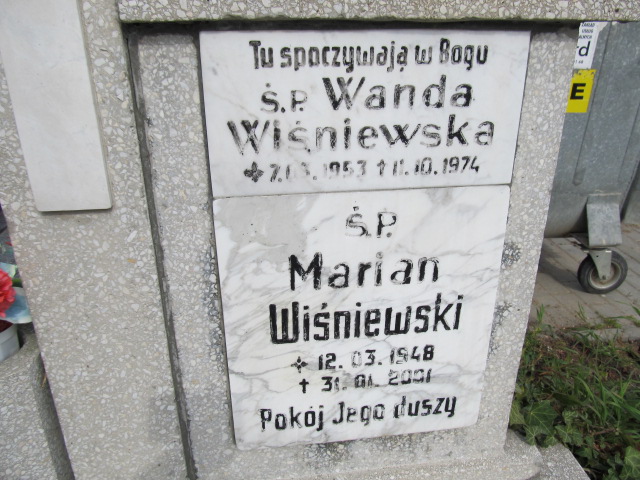 Tu spoczywają w Bogu
Ś.P. Wanda
Wiśniewska
7.03.1953 † 11.10.1974
Ś.P.
Marian
Wiśniewski
12.03.1948
† 31.01.2001
Pokój Jego duszy
E